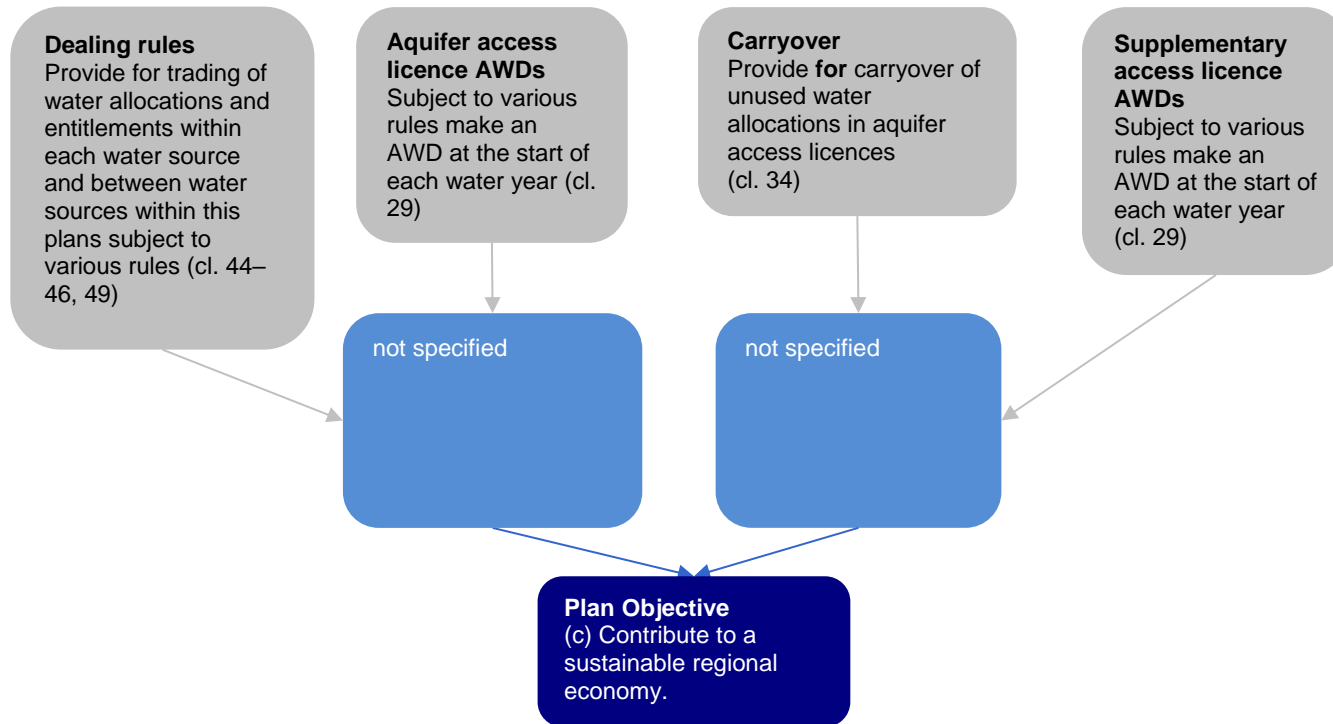 Dealing rules
Provide for trading of
water allocations and
entitlements within
each water source
and between water
sources within this
plans subject to
various rules (cl. 44–
46, 49)
Aquifer access
licence AWDs
Subject to various
rules make an
AWD at the start of
each water year (cl.
29)
Carryover
Provide for carryover of
unused water
allocations in aquifer
access licences
(cl. 34)
Supplementary
access licence
AWDs
Subject to various
rules make an
AWD at the start of
each water year
(cl. 29)
not specified
not specified
Plan Objective
(c) Contribute to a
sustainable regional
economy.